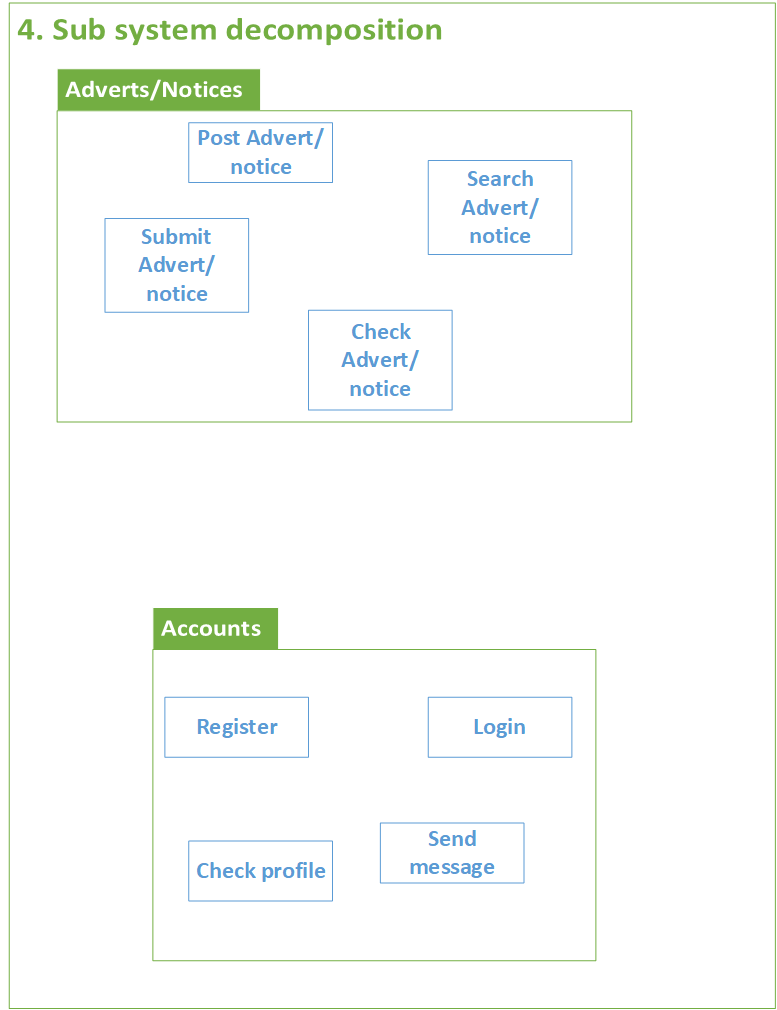 4. Sub system decomposition
Adverts/Notices
Post Advert/
notice
Search
Advert/
notice
Submit
Advert/
notice
Check
Advert/
notice
Accounts
Register
Login
Send
message
Check profile